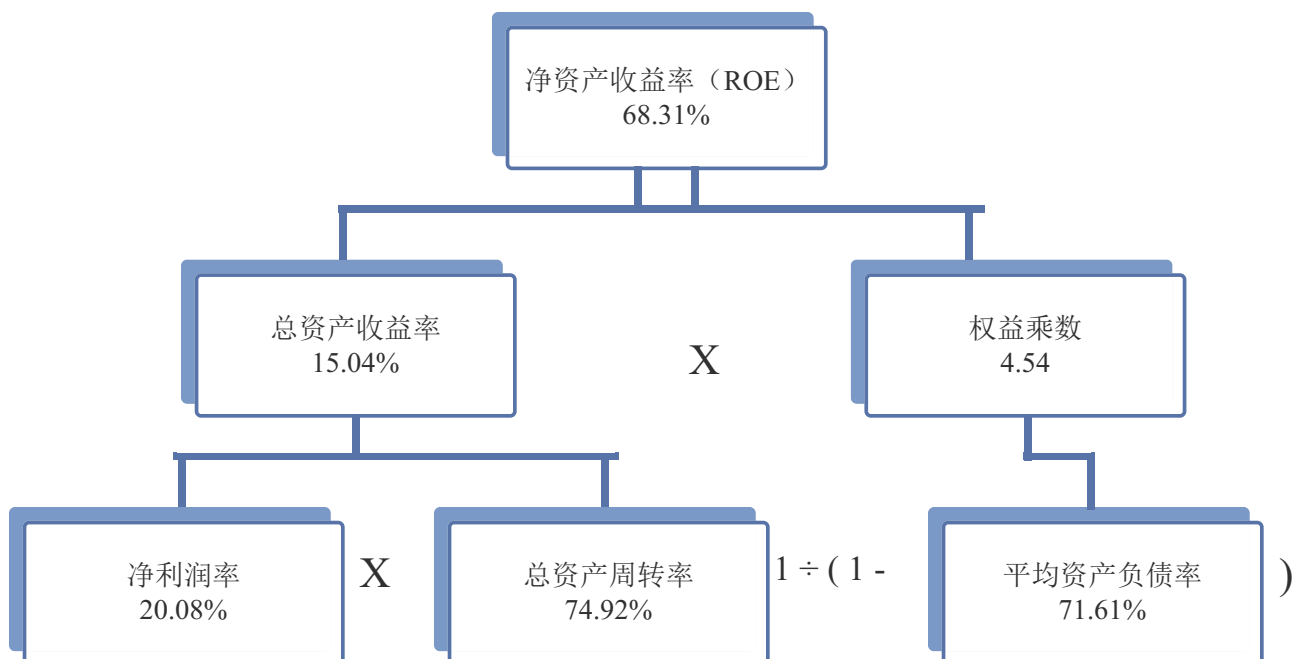 净资产收益率（ROE）
68.31%
总资产收益率
15.04%
X
权益乘数
4.54
净利润率
20.08%
X
总资产周转率
74.92%
1 ÷ ( 1 -
平均资产负债率
71.61%
)